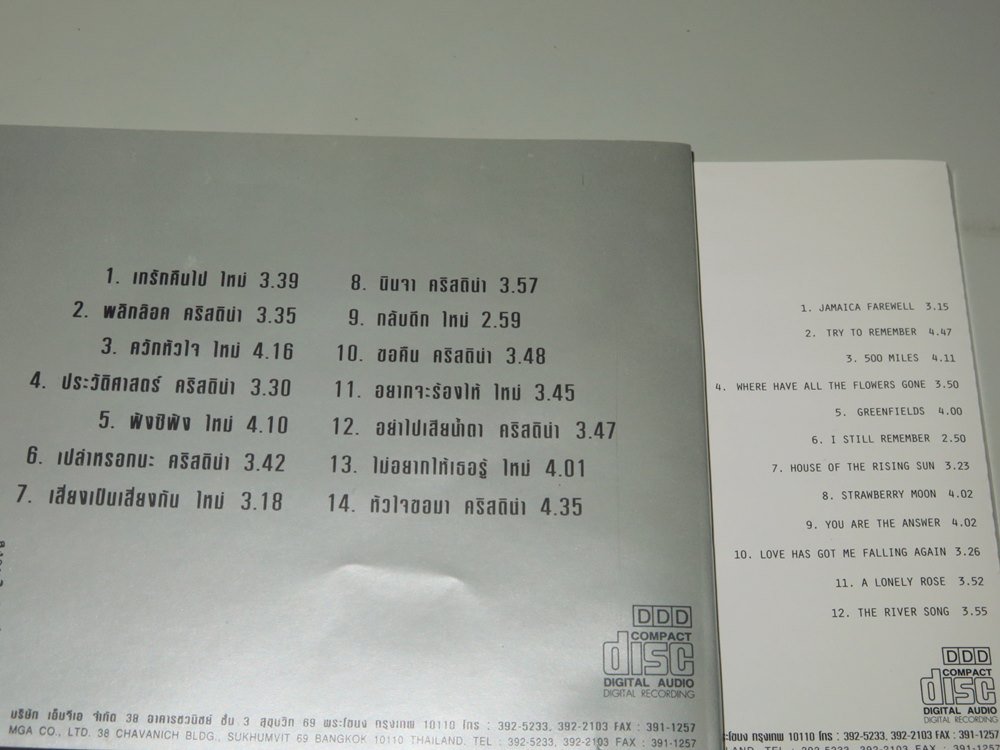 1. เทรักคืนไป ใหม่ 3.39
2. พลิกล็อค คริสติน่า 3.35
3. ควักหัวใจ ใหม่ 4.16
4. ประวัติศาสตร์ คริสติน่า 3.30
5. ฟังซิฟัง ใหม่ 4.10
6. เปล่าหรอกนะ คริสติน่า 3.42
7. เสี่ยงเป็นเสี่ยงกัน ใหม่ 3.18
8. นินจา คริสติน่า 3.57
9. กลับดึก ใหม่ 2.59
10. ขอคืน คริสติน่า 3.48
11. อยากจะร้องไห้ ใหม่ 3.45
12. อย่าไปเสียน้ำตา คริสติน่า 3.47
13. ไม่อยากให้เธอรู้ ใหม่ 4.01
14. หัวใจขอมา คริสติน่า 4.35
DDD
COMPACT
disc
DIGITAL AUDIO
DIGITAL RECORDING
บริษัท เอ็มจีเอ จำกัด 38 อาคารชวนิชย์ ชั้น 3 สุขุมวิท 69 พระโขนง กรุงเทพ 10110 โทร : 392-5233, 392-2103 FAX : 391-1257
MGA CO., LTD. 38 CHAVANICH BLDG., SUKHUMVIT 69 BANGKOK 10110 THAILAND. TEL : 392-5233, 392-2103 FAX : 391-1257
1. JAMAICA FAREWELL 3.15
2. TRY TO REMEMBER 4.47
3. 500 MILES 4.11
4. WHERE HAVE ALL THE FLOWERS GONE 3.50
5. GREENFIELDS 4.00
6. I STILL REMEMBER 2.50
7. HOUSE OF THE RISING SUN 3.23
8. STRAWBERRY MOON 4.02
9. YOU ARE THE ANSWER 4.02
10. LOVE HAS GOT ME FALLING AGAIN 3.26
11. A LONELY ROSE 3.52
12. THE RIVER SONG 3.55
DDD
COMPACT
disc
DIGITAL AUDIO
DIGITAL RECORDING
กรุงเทพ 10110 โทร : 392-5233, 392-2103 FAX :
TEL : 392-5233, 392-2103 FAX :